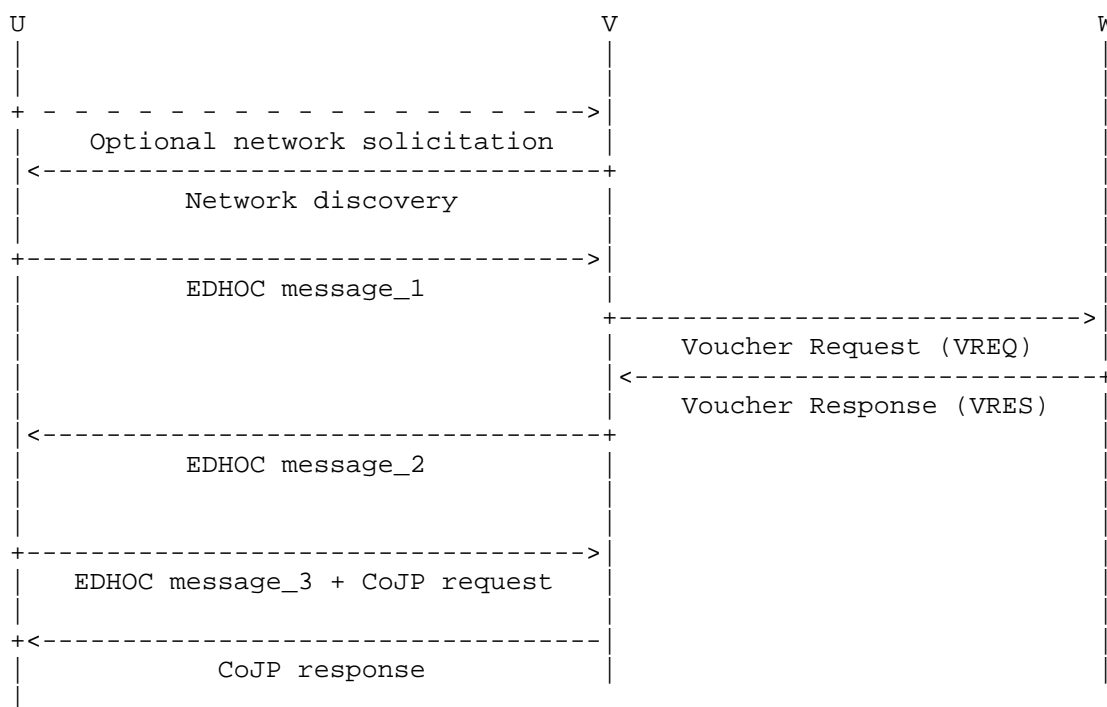 U V W
Optional network solicitation
Network discovery
EDHOC message_1
Voucher Request (VREQ)
Voucher Response (VRES)
EDHOC message_2
EDHOC message_3 + CoJP request
CoJP response